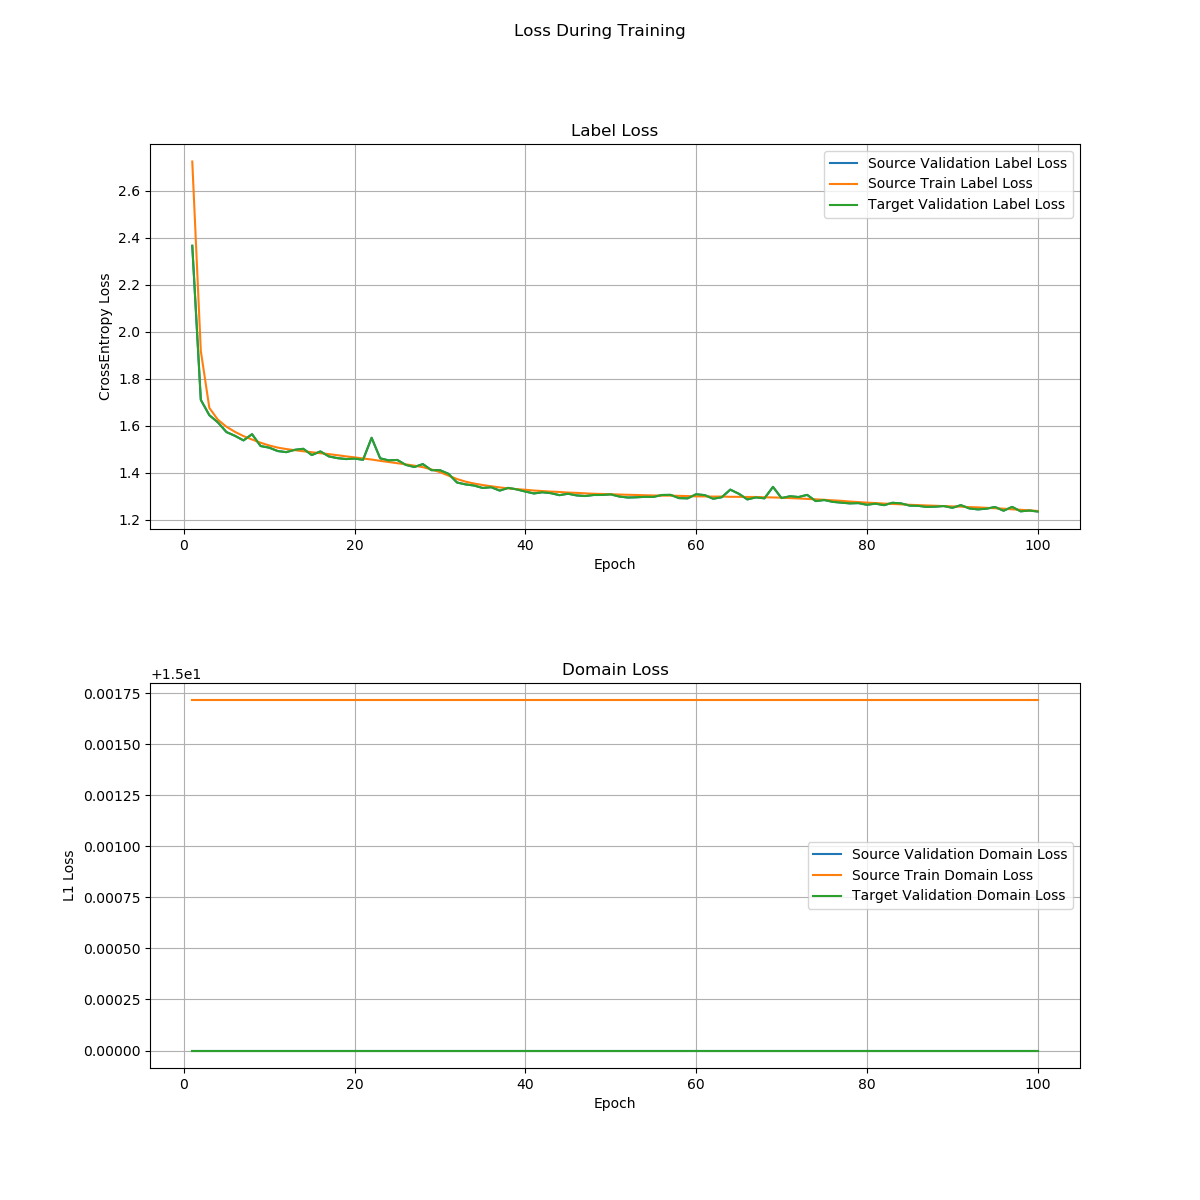 Loss During Training
Label Loss
2.6
2.4
2.2
2.0
1.8
1.6
1.4
1.2
CrossEntropy Loss
Source Validation Label Loss
Source Train Label Loss
Target Validation Label Loss
0 20 40 60 80 100
Epoch
Domain Loss
+1.5e1
0.00175
0.00150
0.00125
0.00100
0.00075
0.00050
0.00025
0.00000
L1 Loss
Source Validation Domain Loss
Source Train Domain Loss
Target Validation Domain Loss
0 20 40 60 80 100
Epoch